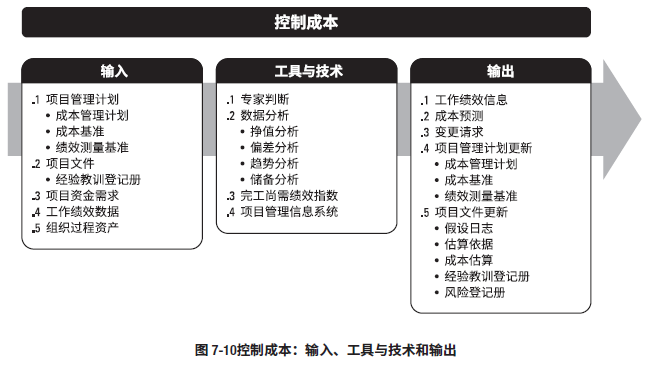 控制成本
输入
.1 项目管理计划
• 成本管理计划
• 成本基准
• 绩效测量基准
.2 项目文件
• 经验教训登记册
.3 项目资金需求
.4 工作绩效数据
.5 组织过程资产
工具与技术
.1 专家判断
.2 数据分析
• 挣值分析
• 偏差分析
• 趋势分析
• 储备分析
.3 完工尚需绩效指数
.4 项目管理信息系统
输出
.1 工作绩效信息
.2 成本预测
.3 变更请求
.4 项目管理计划更新
• 成本管理计划
• 成本基准
• 绩效测量基准
.5 项目文件更新
• 假设日志
• 估算依据
• 成本估算
• 经验教训登记册
• 风险登记册
图 7-10控制成本：输入、工具与技术和输出